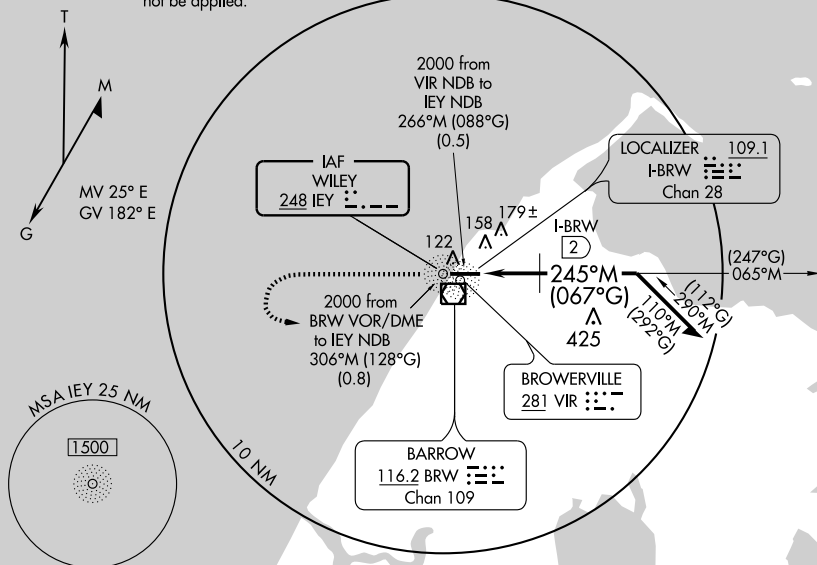 not be applied.
T
M
G
MV 25° E
GV 182° E
2000 from
VIR NDB to
IEY NDB
266°M (088°G)
(0.5)
IAF
WILEY
248 IEY
LOCALIZER 109.1
I-BRW
Chan 28
122
158
179±
I-BRW
2
245°M
(067°G)
425
(247°G)
065°M
(112°G)
290°M
110°M
(292°G)
2000 from
BRW VOR/DME
to IEY NDB
306°M (128°G)
(0.8)
BROWERVILLE
281 VIR
BARROW
116.2 BRW
Chan 109
10 NM
MSA IEY 25 NM
1500